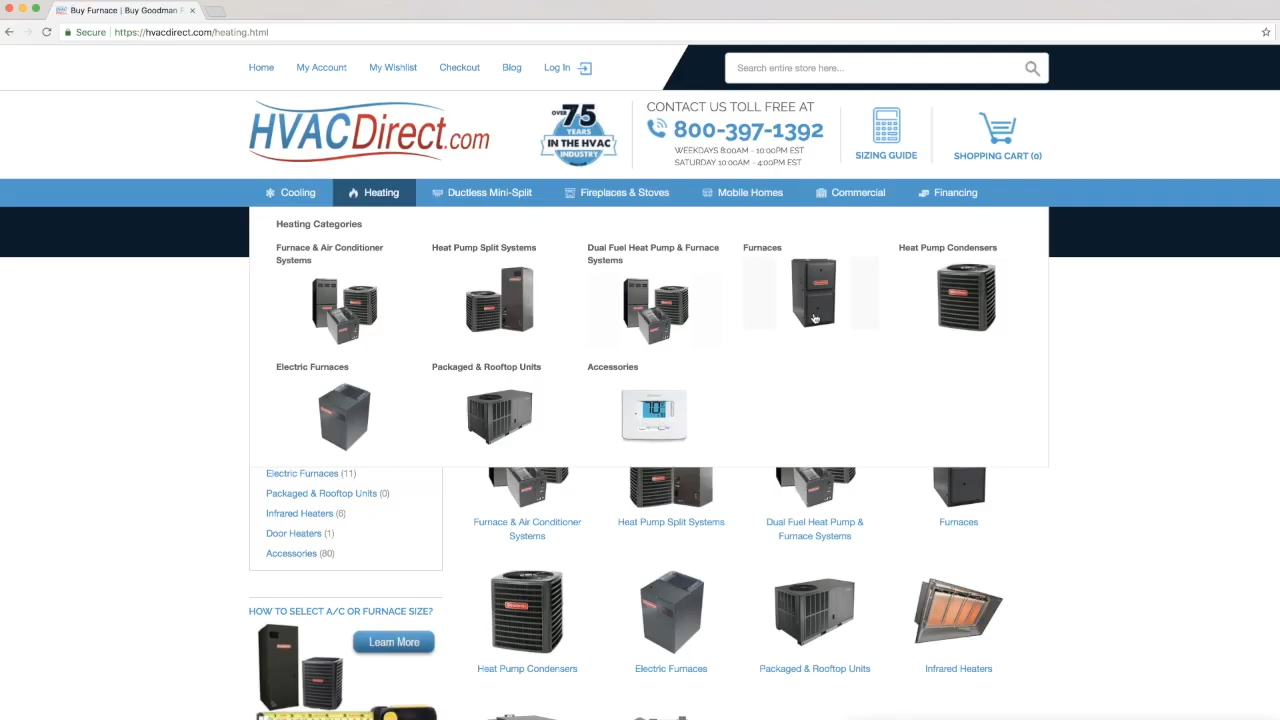 Buy Furnace | Buy Goodman F
Secure
https://hvacdirect.com/heating.html
Home
My Account
My Wishlist
Checkout
Blog
Log In
Search entire store here...
HVACDirect.com
OVER 75 YEARS IN THE HVAC INDUSTRY
CONTACT US TOLL FREE AT
800-397-1392
WEEKDAYS 8:00AM - 10:00PM EST
SATURDAY 10:00AM - 4:00PM EST
SIZING GUIDE
SHOPPING CART (0)
Cooling
Heating
Ductless Mini-Split
Fireplaces & Stoves
Mobile Homes
Commercial
Financing
Heating Categories
Furnace & Air Conditioner
Systems
Heat Pump Split Systems
Dual Fuel Heat Pump & Furnace
Systems
Furnaces
Heat Pump Condensers
Electric Furnaces
Packaged & Rooftop Units
Accessories
Electric Furnaces (11)
Packaged & Rooftop Units (0)
Infrared Heaters (6)
Door Heaters (1)
Accessories (80)
Furnace & Air Conditioner
Systems
Heat Pump Split Systems
Dual Fuel Heat Pump &
Furnace Systems
Furnaces
Heat Pump Condensers
Electric Furnaces
Packaged & Rooftop Units
Infrared Heaters
HOW TO SELECT A/C OR FURNACE SIZE?
Learn More